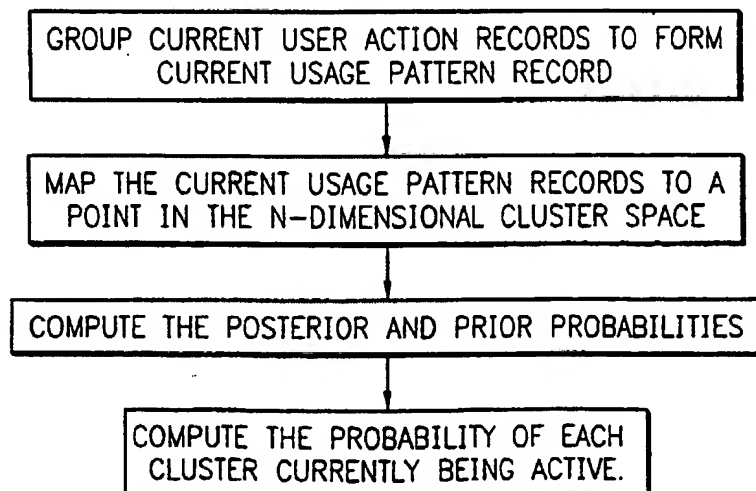 GROUP CURRENT USER ACTION RECORDS TO FORM
CURRENT USAGE PATTERN RECORD
MAP THE CURRENT USAGE PATTERN RECORDS TO A
POINT IN THE N-DIMENSIONAL CLUSTER SPACE
COMPUTE THE POSTERIOR AND PRIOR PROBABILITIES
COMPUTE THE PROBABILITY OF EACH
CLUSTER CURRENTLY BEING ACTIVE.